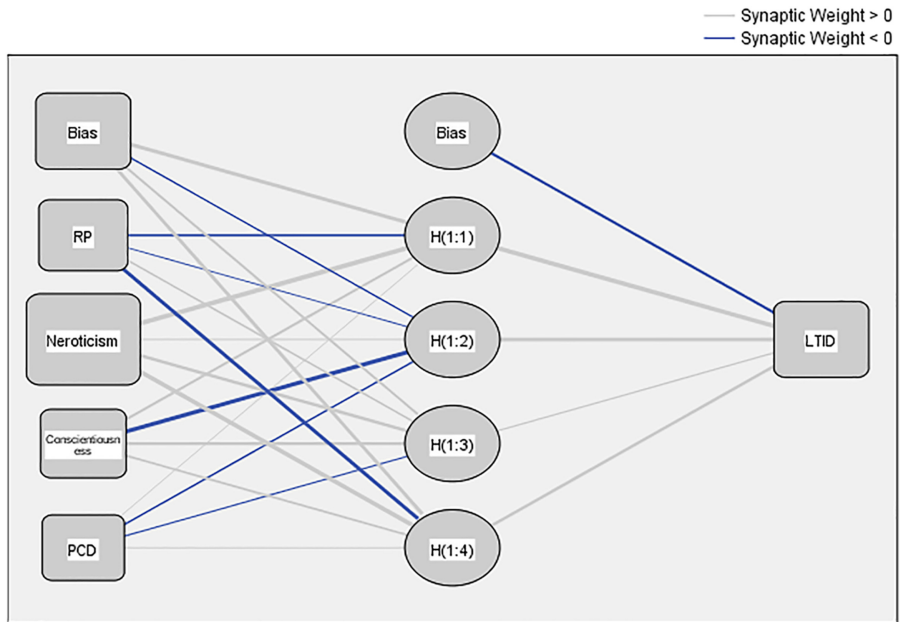 Synaptic Weight > 0
Synaptic Weight < 0
Bias
Bias
RP
H(1:1)
Neroticism
H(1:2)
LTID
Conscientiousn
ess
H(1:3)
PCD
H(1:4)